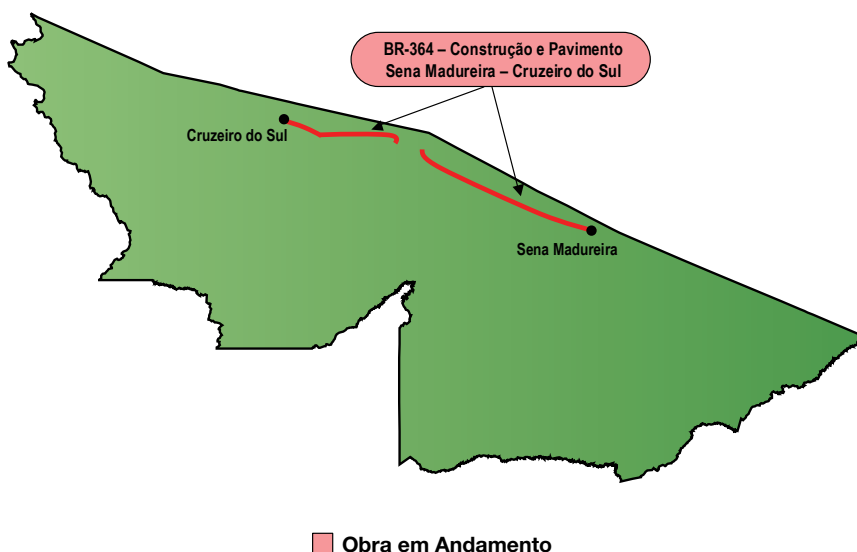 BR-364 – Construção e Pavimento
Sena Madureira – Cruzeiro do Sul
Cruzeiro do Sul
Sena Madureira
Obra em Andamento